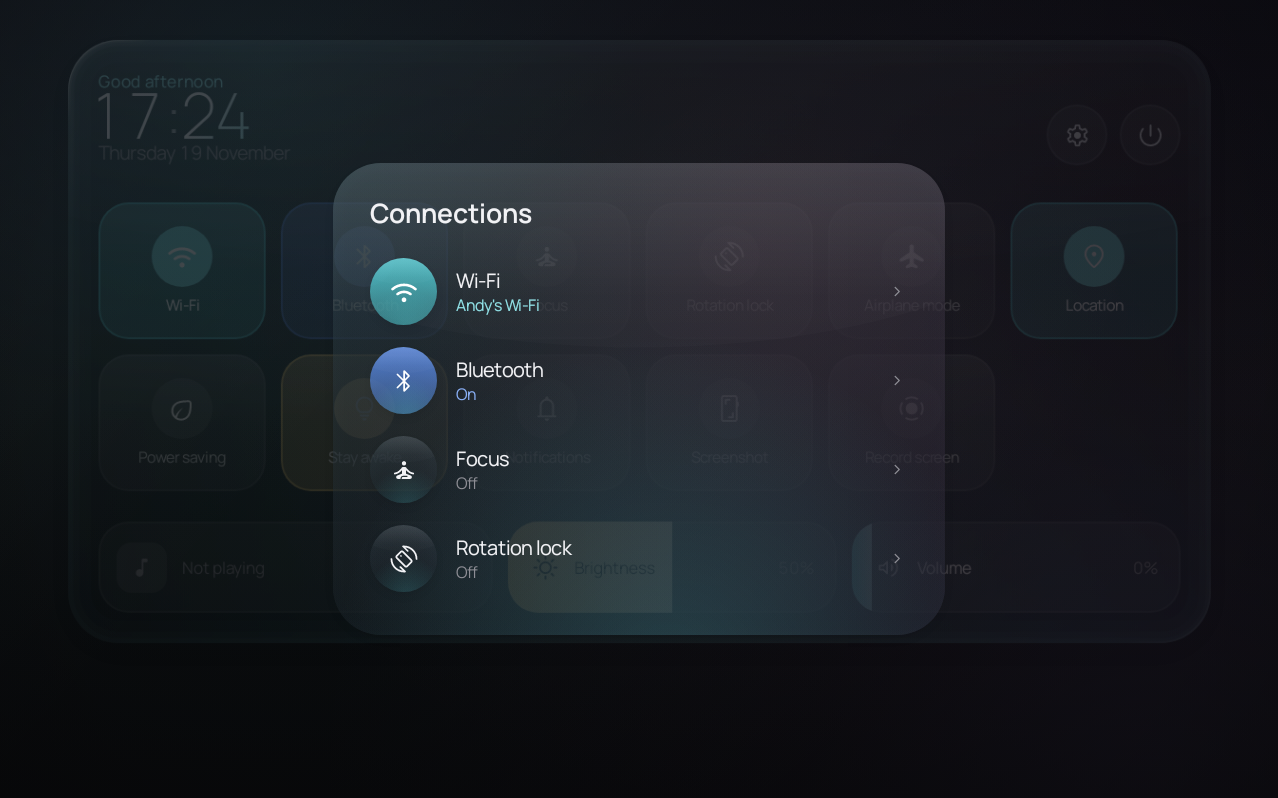 Good afternoon
17:24
Thursday 19 November
Connections
Wi-Fi
Andy's Wi-Fi
Bluetooth
On
Focus
Off
Rotation lock
Off
Wi-Fi
Rotation lock
Airplane mode
Location
Power saving
Screenshot
Record screen
Not playing
Brightness
50%
Volume
0%